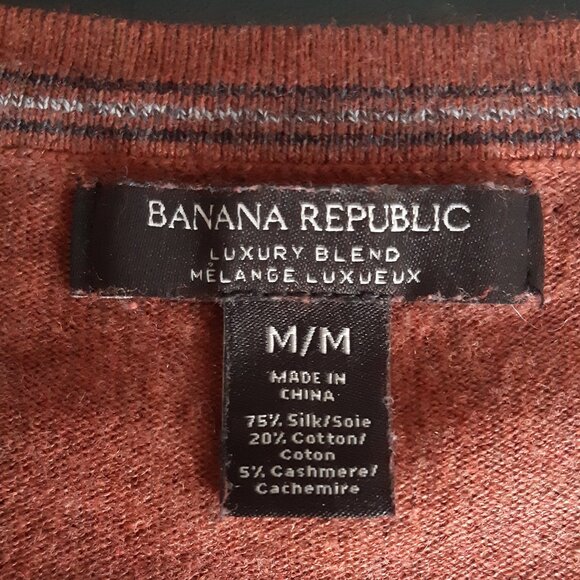 BANANA REPUBLIC
LUXURY BLEND
MÉLANGE LUXUEUX
M/M
MADE IN
CHINA
75% Silk/Soie
20% Cotton/
Coton
5% Cashmere/
Cachemire